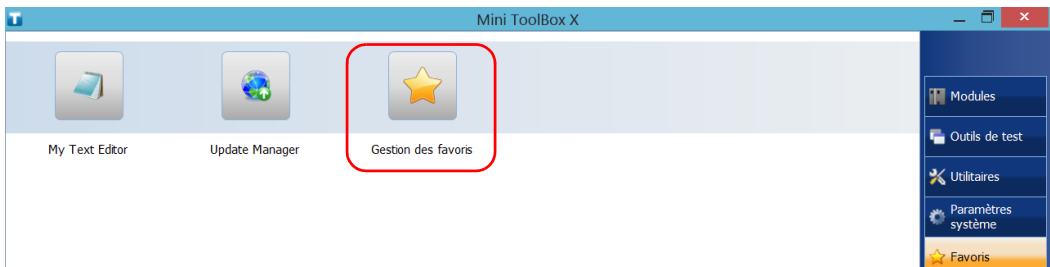 Mini ToolBox X
My Text Editor
Update Manager
Gestion des favoris
Modules
Outils de test
Utilitaires
Paramètres
système
Favoris